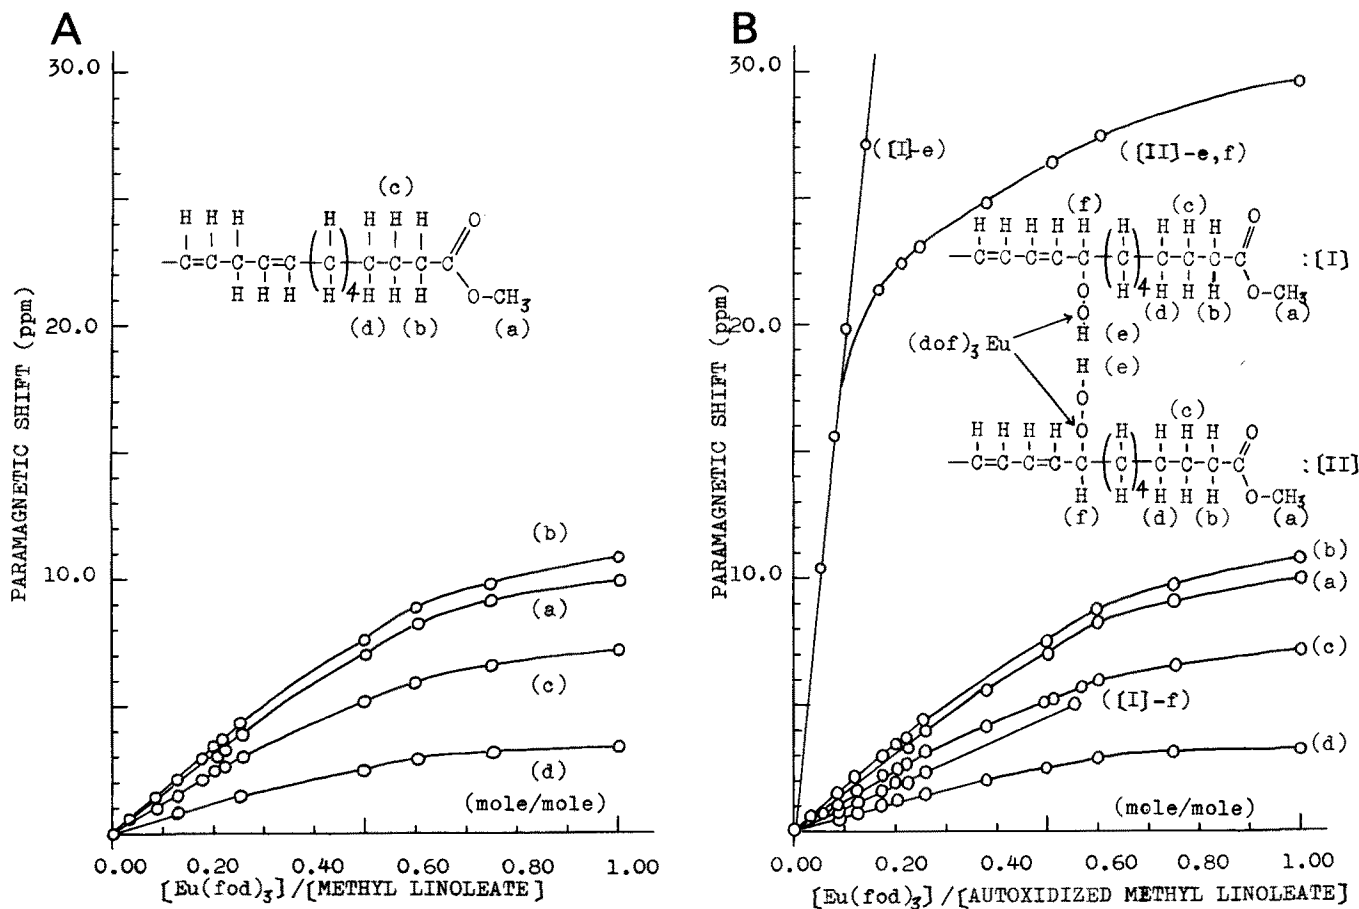 A
PARAMAGNETIC SHIFT (ppm)
30.0
20.0
10.0
(c)
H H H H H H H O
-C=C-C-C=C-(C)-C-C-C-C
H H H H 4 H H H O-CH3
(d) (b) (a)
(b)
(a)
(c)
(d)
(mole/mole)
0.00 0.20 0.40 0.60 0.80 1.00
[Eu(fod)3]/[METHYL LINOLEATE]
B
PARAMAGNETIC SHIFT (ppm)
30.0
20.0
10.0
([I]-e)
([II]-e,f)
(f) (c)
H H H H H H H H H O
-C=C-C=C-C-(C)-C-C-C-C :[I]
O H 4 H H H O-CH3
O (d) (b) (a)
(dof)3Eu H (e)
H (e)
O (c)
H H H H O H H H H O
-C=C-C=C-C-(C)-C-C-C-C :[II]
H H 4 H H H O-CH3
(f) (d) (b) (a)
(b)
(a)
(c)
([I]-f)
(d)
(mole/mole)
0.00 0.20 0.40 0.60 0.80 1.00
[Eu(fod)3]/[AUTOXIDIZED METHYL LINOLEATE]